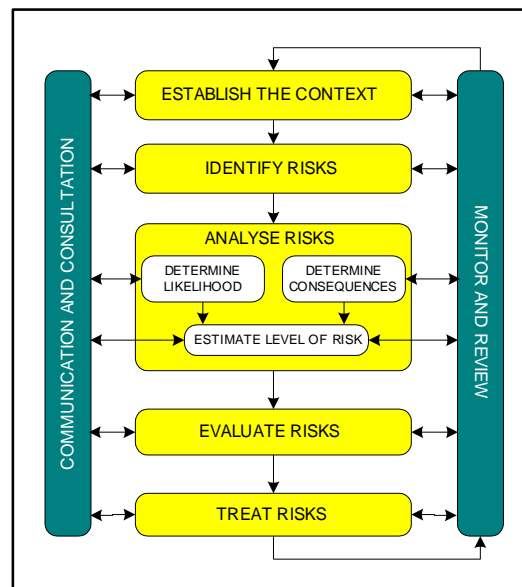 ESTABLISH THE CONTEXT
IDENTIFY RISKS
ANALYSE RISKS
DETERMINE
LIKELIHOOD
DETERMINE
CONSEQUENCES
ESTIMATE LEVEL OF RISK
EVALUATE RISKS
TREAT RISKS
COMMUNICATION AND CONSULTATION
MONITOR AND REVIEW